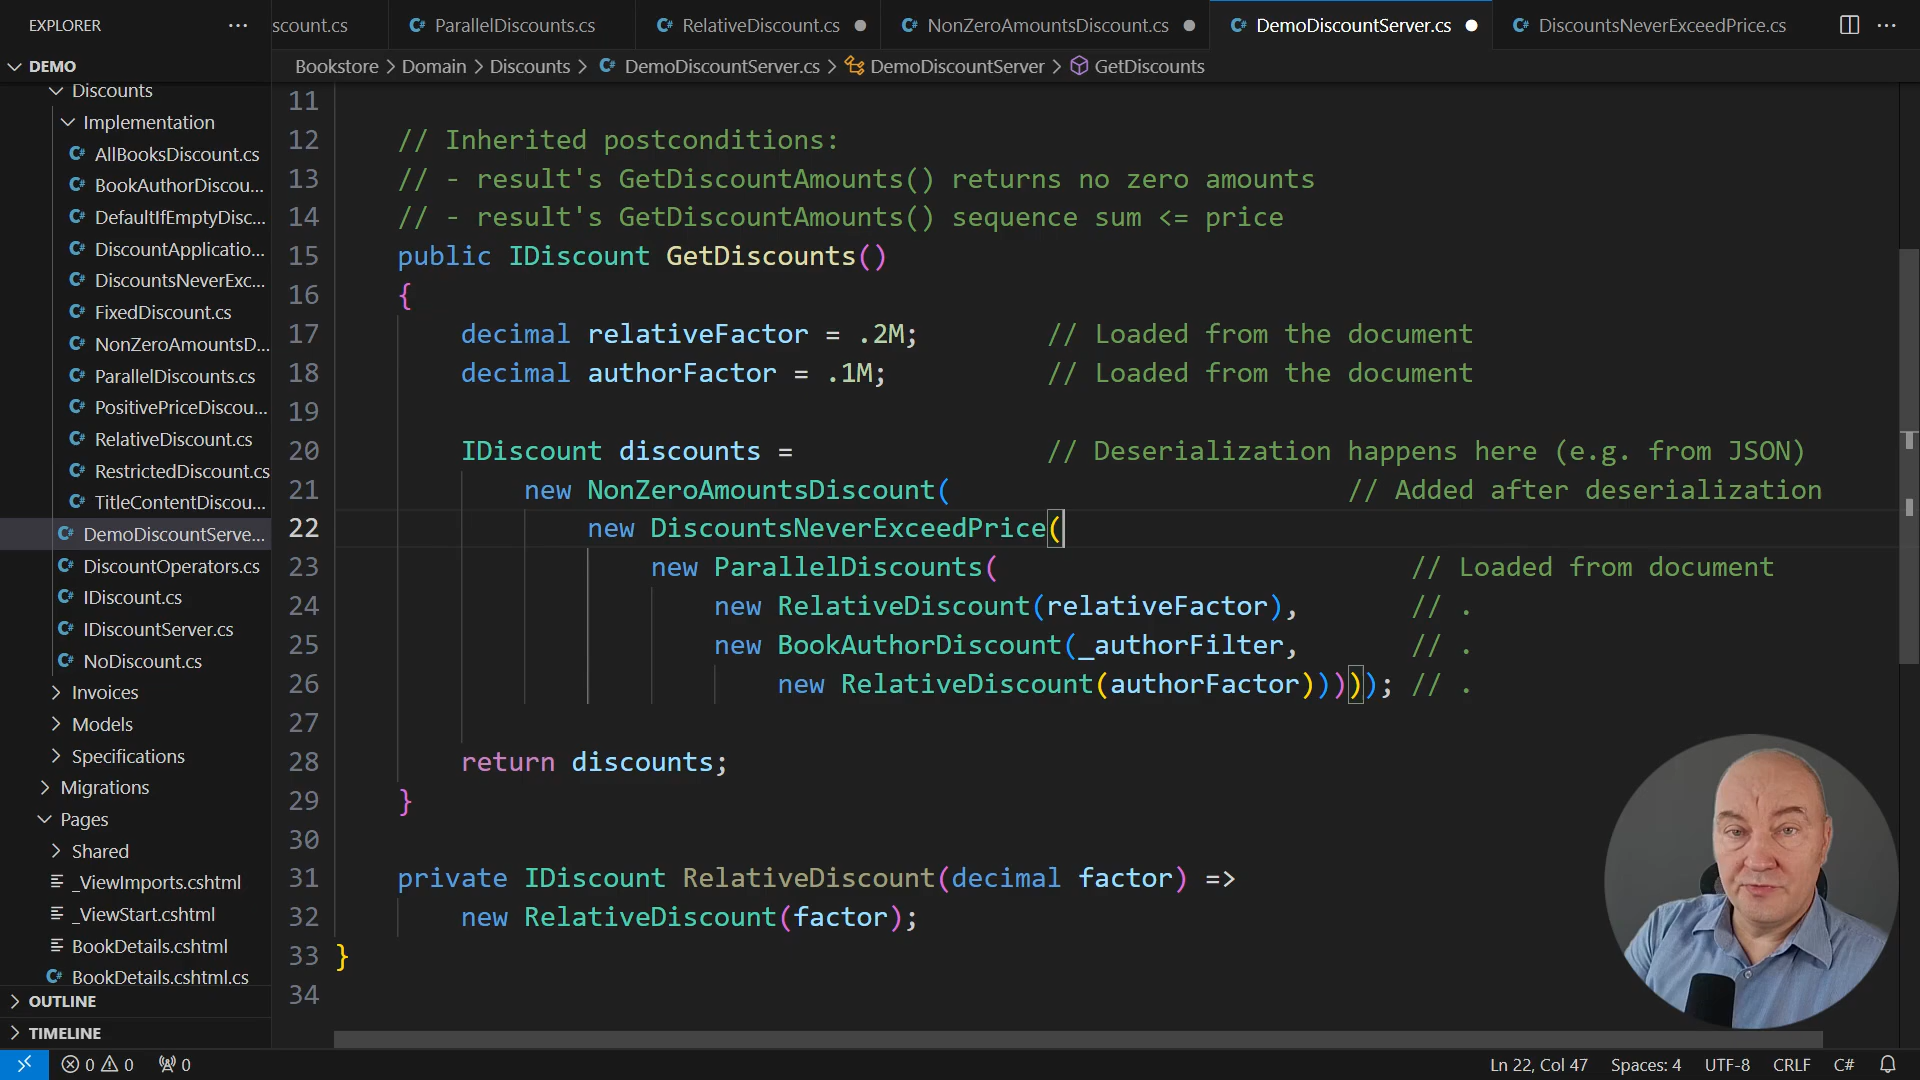 EXPLORER
DEMO
Discounts
Implementation
AllBooksDiscount.cs
BookAuthorDiscou...
DefaultIfEmptyDisc...
DiscountApplicatio...
DiscountsNeverExc...
FixedDiscount.cs
NonZeroAmountsD...
ParallelDiscounts.cs
PositivePriceDiscou...
RelativeDiscount.cs
RestrictedDiscount.cs
TitleContentDiscou...
DemoDiscountServe...
DiscountOperators.cs
IDiscount.cs
IDiscountServer.cs
NoDiscount.cs
Invoices
Models
Specifications
Migrations
Pages
Shared
_ViewImports.cshtml
_ViewStart.cshtml
BookDetails.cshtml
BookDetails.cshtml.cs
OUTLINE
TIMELINE
scount.cs
ParallelDiscounts.cs
RelativeDiscount.cs
NonZeroAmountsDiscount.cs
DemoDiscountServer.cs
DiscountsNeverExceedPrice.cs
Bookstore > Domain > Discounts > DemoDiscountServer.cs > DemoDiscountServer > GetDiscounts
11
12 // Inherited postconditions:
13 // - result's GetDiscountAmounts() returns no zero amounts
14 // - result's GetDiscountAmounts() sequence sum <= price
15 public IDiscount GetDiscounts()
16 {
17 decimal relativeFactor = .2M; // Loaded from the document
18 decimal authorFactor = .1M; // Loaded from the document
19
20 IDiscount discounts = // Deserialization happens here (e.g. from JSON)
21 new NonZeroAmountsDiscount( // Added after deserialization
22 new DiscountsNeverExceedPrice(
23 new ParallelDiscounts( // Loaded from document
24 new RelativeDiscount(relativeFactor), // .
25 new BookAuthorDiscount(_authorFilter, // .
26 new RelativeDiscount(authorFactor))))); // .
27
28 return discounts;
29 }
30
31 private IDiscount RelativeDiscount(decimal factor) =>
32 new RelativeDiscount(factor);
33 }
34
0 0 0
Ln 22, Col 47 Spaces: 4 UTF-8 CRLF C#